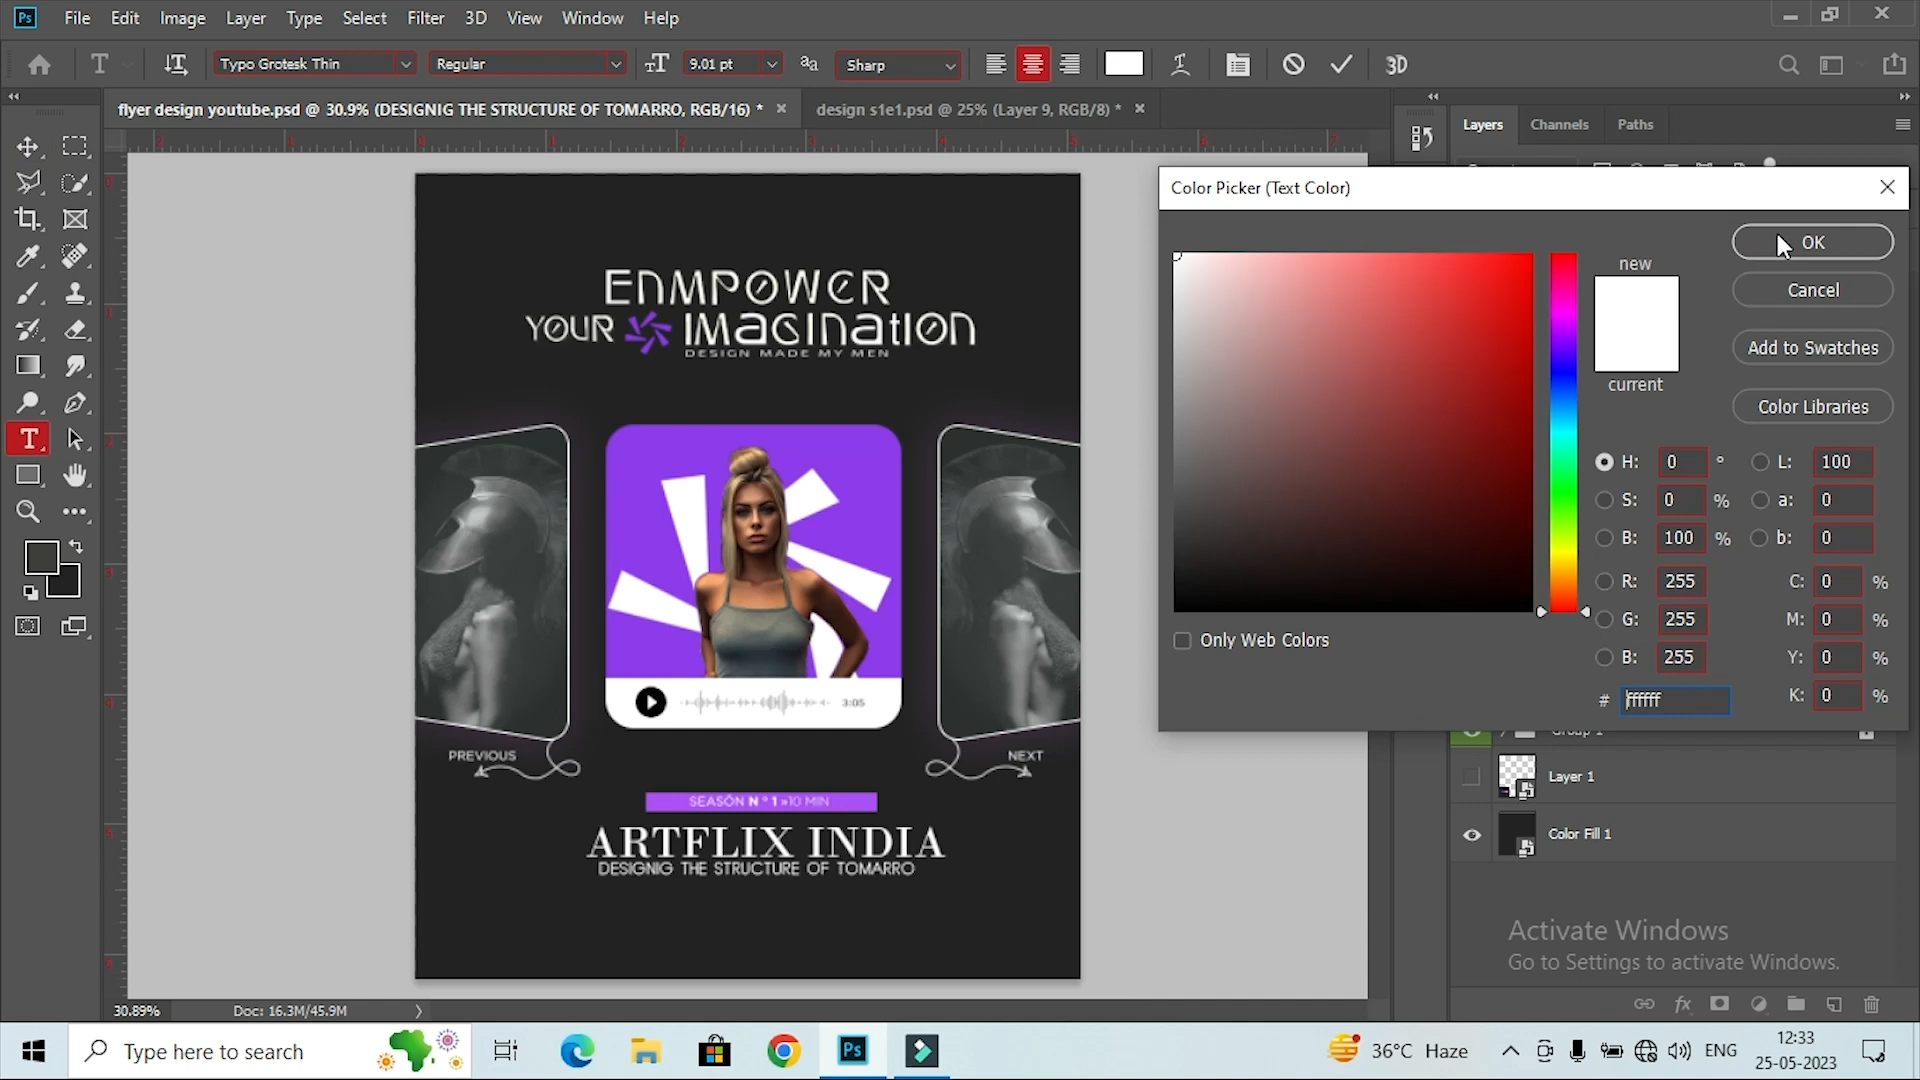 Ps File Edit Image Layer Type Select Filter 3D View Window Help
Typo Grotesk Thin Regular 9.01 pt aa Sharp 3D
flyer design youtube.psd @ 30.9% (DESIGNIG THE STRUCTURE OF TOMARRO, RGB/16) *
design s1e1.psd @ 25% (Layer 9, RGB/8) *
Layers Channels Paths
Color Picker (Text Color)
new
current
OK
Cancel
Add to Swatches
Color Libraries
H: 0 °
S: 0 %
B: 100 %
R: 255
G: 255
B: 255
# ffffff
L: 100
a: 0
b: 0
C: 0 %
M: 0 %
Y: 0 %
K: 0 %
Only Web Colors
ENMPOWER
YOUR IMAGINATION
DESIGN MADE MY MEN
3:05
PREVIOUS
NEXT
SEASÔN N ° 1 »10 MIN
ARTFLIX INDIA
DESIGNIG THE STRUCTURE OF TOMARRO
Layer 1
Color Fill 1
Activate Windows
Go to Settings to activate Windows.
30.89% Doc: 16.3M/45.9M
Type here to search
Ps
36°C Haze
ENG
12:33
25-05-2023